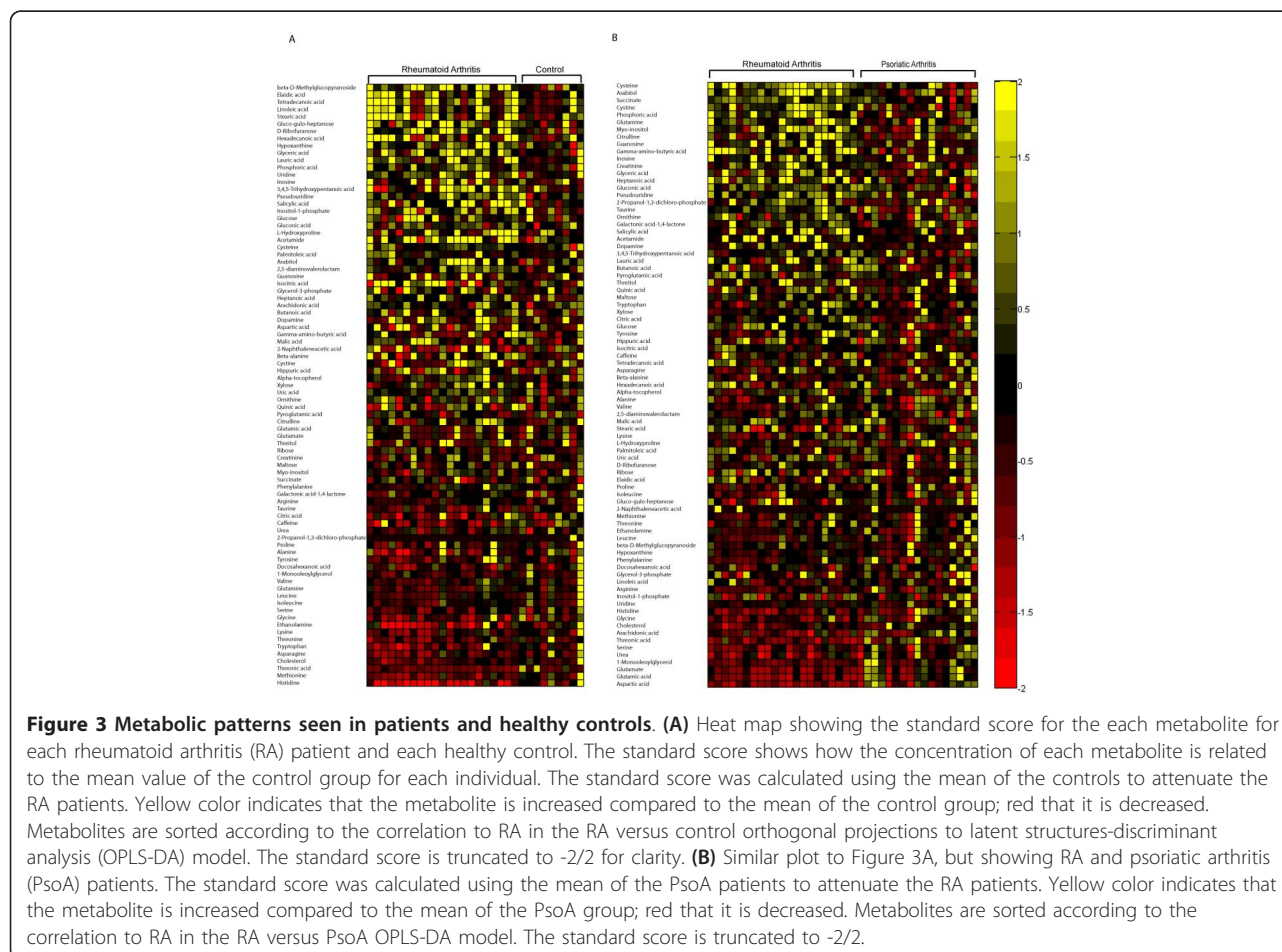 A
B
Rheumatoid Arthritis
Control
Rheumatoid Arthritis
Psoriatic Arthritis
beta-D-Methylglucopyranoside
Elaidic acid
Tetradecanoic acid
Linoleic acid
Stearic acid
Gluco-gulo-heptanose
D-Ribofuranose
Hexadecanoic acid
Hypoxanthine
Glyceric acid
Lauric acid
Phosphoric acid
Uridine
Inosine
3,4,5-Trihydroxypentanoic acid
Pseudouridine
Salicylic acid
Inositol-1-phosphate
Glucose
Gluconic acid
L-Hydroxyproline
Acetamide
Cysteine
Palmitoleic acid
Arabitol
2,5-diaminovalerolactam
Guanosine
Isocitric acid
Glycerol-3-phosphate
Heptanoic acid
Arachidonic acid
Butanoic acid
Dopamine
Aspartic acid
Gamma-amino-butyric acid
Malic acid
2-Naphthaleneacetic acid
Beta-alanine
Cystine
Hippuric acid
Alpha-tocopherol
Xylose
Uric acid
Ornithine
Quinic acid
Pyroglutamic acid
Citrulline
Glutamic acid
Glutamate
Threitol
Ribose
Creatinine
Maltose
Myo-inositol
Succinate
Phenylalanine
Galactonic acid-1,4-lactone
Arginine
Taurine
Citric acid
Caffeine
Urea
2-Propanol-1,3-dichloro-phosphate
Proline
Alanine
Tyrosine
Docosahexanoic acid
1-Monooleoylglycerol
Valine
Glutamine
Leucine
Isoleucine
Serine
Glycine
Ethanolamine
Lysine
Threonine
Tryptophan
Asparagine
Cholesterol
Threonic acid
Methionine
Histidine
Cysteine
Arabitol
Succinate
Cystine
Phosphoric acid
Glutamine
Myo-inositol
Citrulline
Guanosine
Gamma-amino-butyric acid
Inosine
Creatinine
Glyceric acid
Heptanoic acid
Gluconic acid
Pseudouridine
2-Propanol-1,3-dichloro-phosphate
Taurine
Ornithine
Galactonic acid-1,4-lactone
Salicylic acid
Acetamide
Dopamine
3,4,5-Trihydroxypentanoic acid
Lauric acid
Butanoic acid
Pyroglutamic acid
Threitol
Quinic acid
Maltose
Tryptophan
Xylose
Citric acid
Glucose
Tyrosine
Hippuric acid
Isocitric acid
Caffeine
Tetradecanoic acid
Asparagine
Beta-alanine
Hexadecanoic acid
Alpha-tocopherol
Alanine
Valine
2,5-diaminovalerolactam
Malic acid
Stearic acid
Lysine
L-Hydroxyproline
Palmitoleic acid
Uric acid
D-Ribofuranose
Ribose
Elaidic acid
Proline
Isoleucine
Gluco-gulo-heptanose
2-Naphthaleneacetic acid
Methionine
Threonine
Ethanolamine
Leucine
beta-D-Methylglucopyranoside
Hypoxanthine
Phenylalanine
Docosahexanoic acid
Glycerol-3-phosphate
Linoleic acid
Arginine
Inositol-1-phosphate
Uridine
Histidine
Glycine
Cholesterol
Arachidonic acid
Threonic acid
Serine
Urea
1-Monooleoylglycerol
Glutamate
Glutamic acid
Aspartic acid
2
1.5
1
0.5
0
-0.5
-1
-1.5
-2
Figure 3 Metabolic patterns seen in patients and healthy controls. (A) Heat map showing the standard score for the each metabolite for
each rheumatoid arthritis (RA) patient and each healthy control. The standard score shows how the concentration of each metabolite is related
to the mean value of the control group for each individual. The standard score was calculated using the mean of the controls to attenuate the
RA patients. Yellow color indicates that the metabolite is increased compared to the mean of the control group; red that it is decreased.
Metabolites are sorted according to the correlation to RA in the RA versus control orthogonal projections to latent structures-discriminant
analysis (OPLS-DA) model. The standard score is truncated to -2/2 for clarity. (B) Similar plot to Figure 3A, but showing RA and psoriatic arthritis
(PsoA) patients. The standard score was calculated using the mean of the PsoA patients to attenuate the RA patients. Yellow color indicates that
the metabolite is increased compared to the mean of the PsoA group; red that it is decreased. Metabolites are sorted according to the
correlation to RA in the RA versus PsoA OPLS-DA model. The standard score is truncated to -2/2.